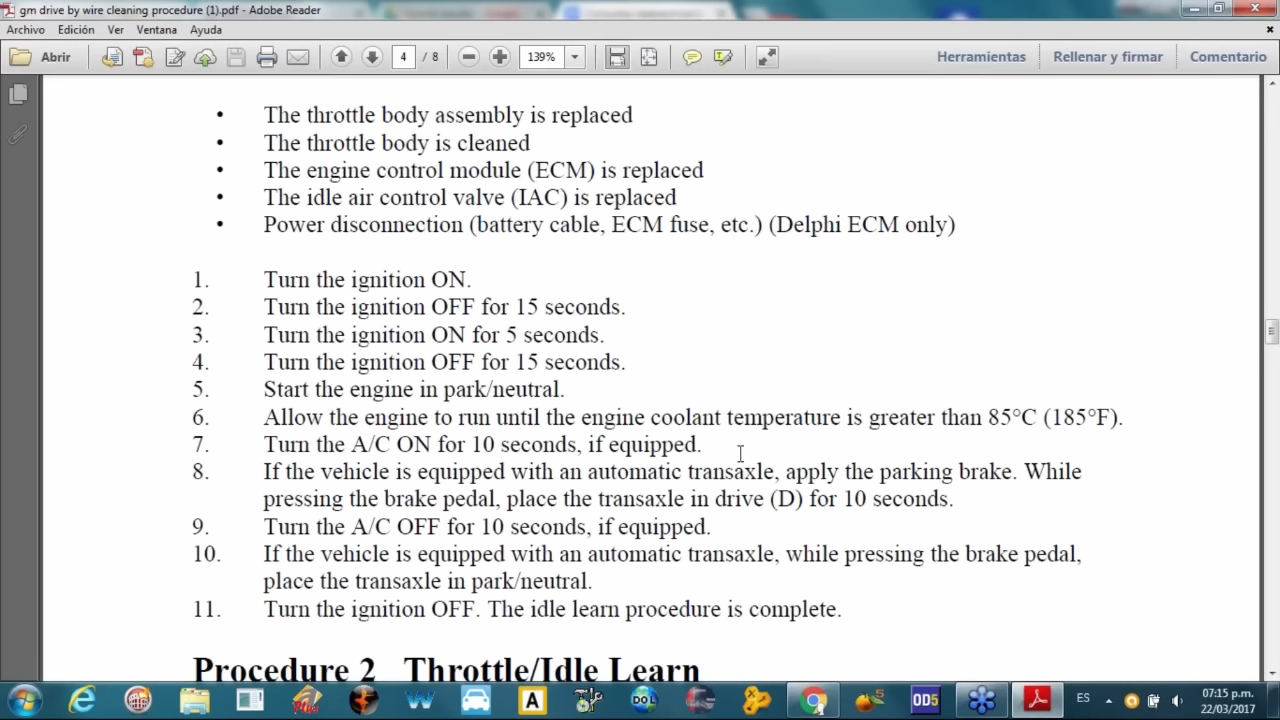 gm drive by wire cleaning procedure (1).pdf - Adobe Reader
Archivo Edición Ver Ventana Ayuda
Abrir 4 / 8 139% Herramientas Rellenar y firmar Comentario
• The throttle body assembly is replaced
• The throttle body is cleaned
• The engine control module (ECM) is replaced
• The idle air control valve (IAC) is replaced
• Power disconnection (battery cable, ECM fuse, etc.) (Delphi ECM only)
1. Turn the ignition ON.
2. Turn the ignition OFF for 15 seconds.
3. Turn the ignition ON for 5 seconds.
4. Turn the ignition OFF for 15 seconds.
5. Start the engine in park/neutral.
6. Allow the engine to run until the engine coolant temperature is greater than 85°C (185°F).
7. Turn the A/C ON for 10 seconds, if equipped.
8. If the vehicle is equipped with an automatic transaxle, apply the parking brake. While
pressing the brake pedal, place the transaxle in drive (D) for 10 seconds.
9. Turn the A/C OFF for 10 seconds, if equipped.
10. If the vehicle is equipped with an automatic transaxle, while pressing the brake pedal,
place the transaxle in park/neutral.
11. Turn the ignition OFF. The idle learn procedure is complete.
Procedure 2 Throttle/Idle Learn
A DOL OD5 ES 07:15 p.m.
22/03/2017